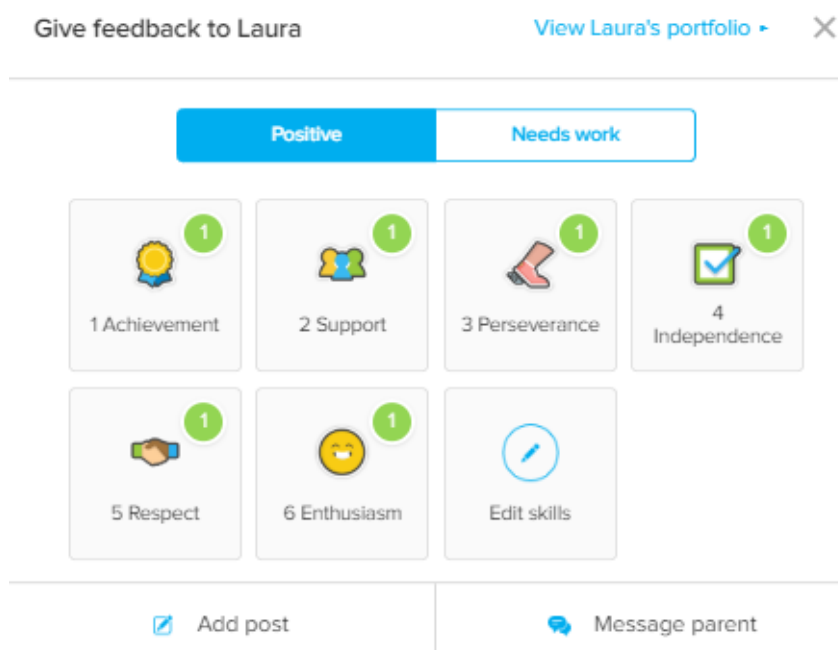 Give feedback to Laura
View Laura's portfolio ▸
Positive
Needs work
1
1
1
1
1 Achievement
2 Support
3 Perseverance
4
Independence
1
1
5 Respect
6 Enthusiasm
Edit skills
Add post
Message parent